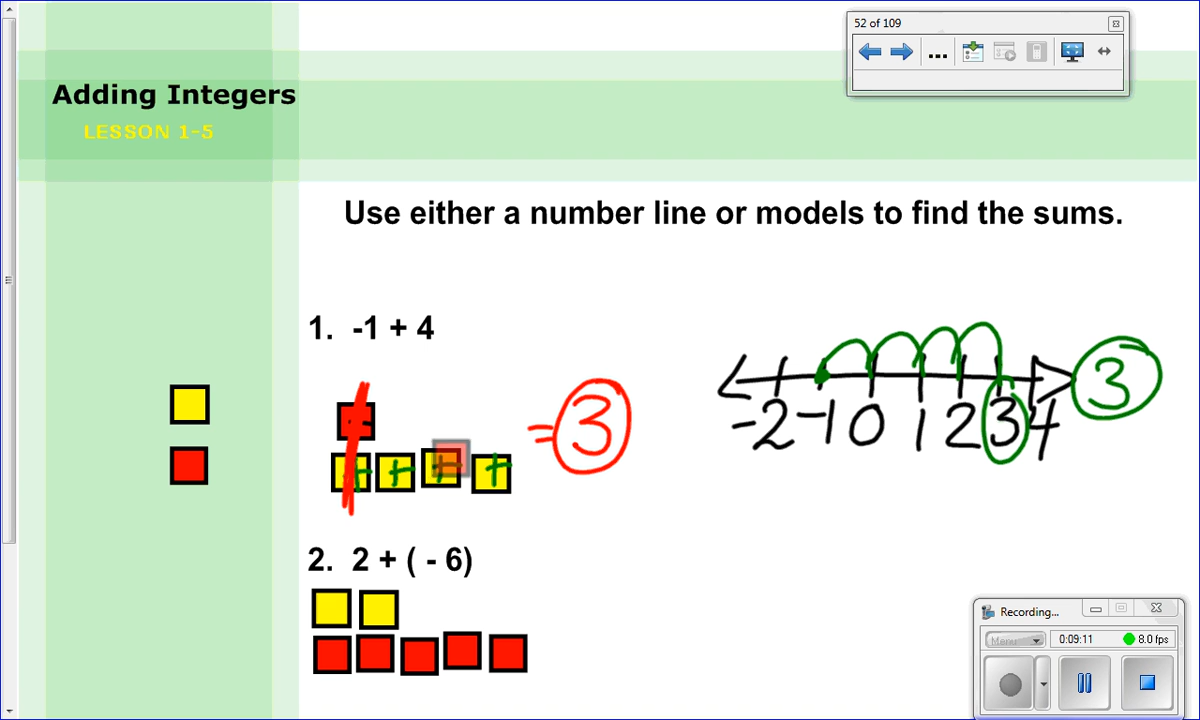 52 of 109
Adding Integers
LESSON 1-5
Use either a number line or models to find the sums.
1. -1 + 4
= 3
+ + + +
-2 -1 0 1 2 3 4
3
2. 2 + ( - 6)
Recording...
Menu
0:09:11
8.0 fps